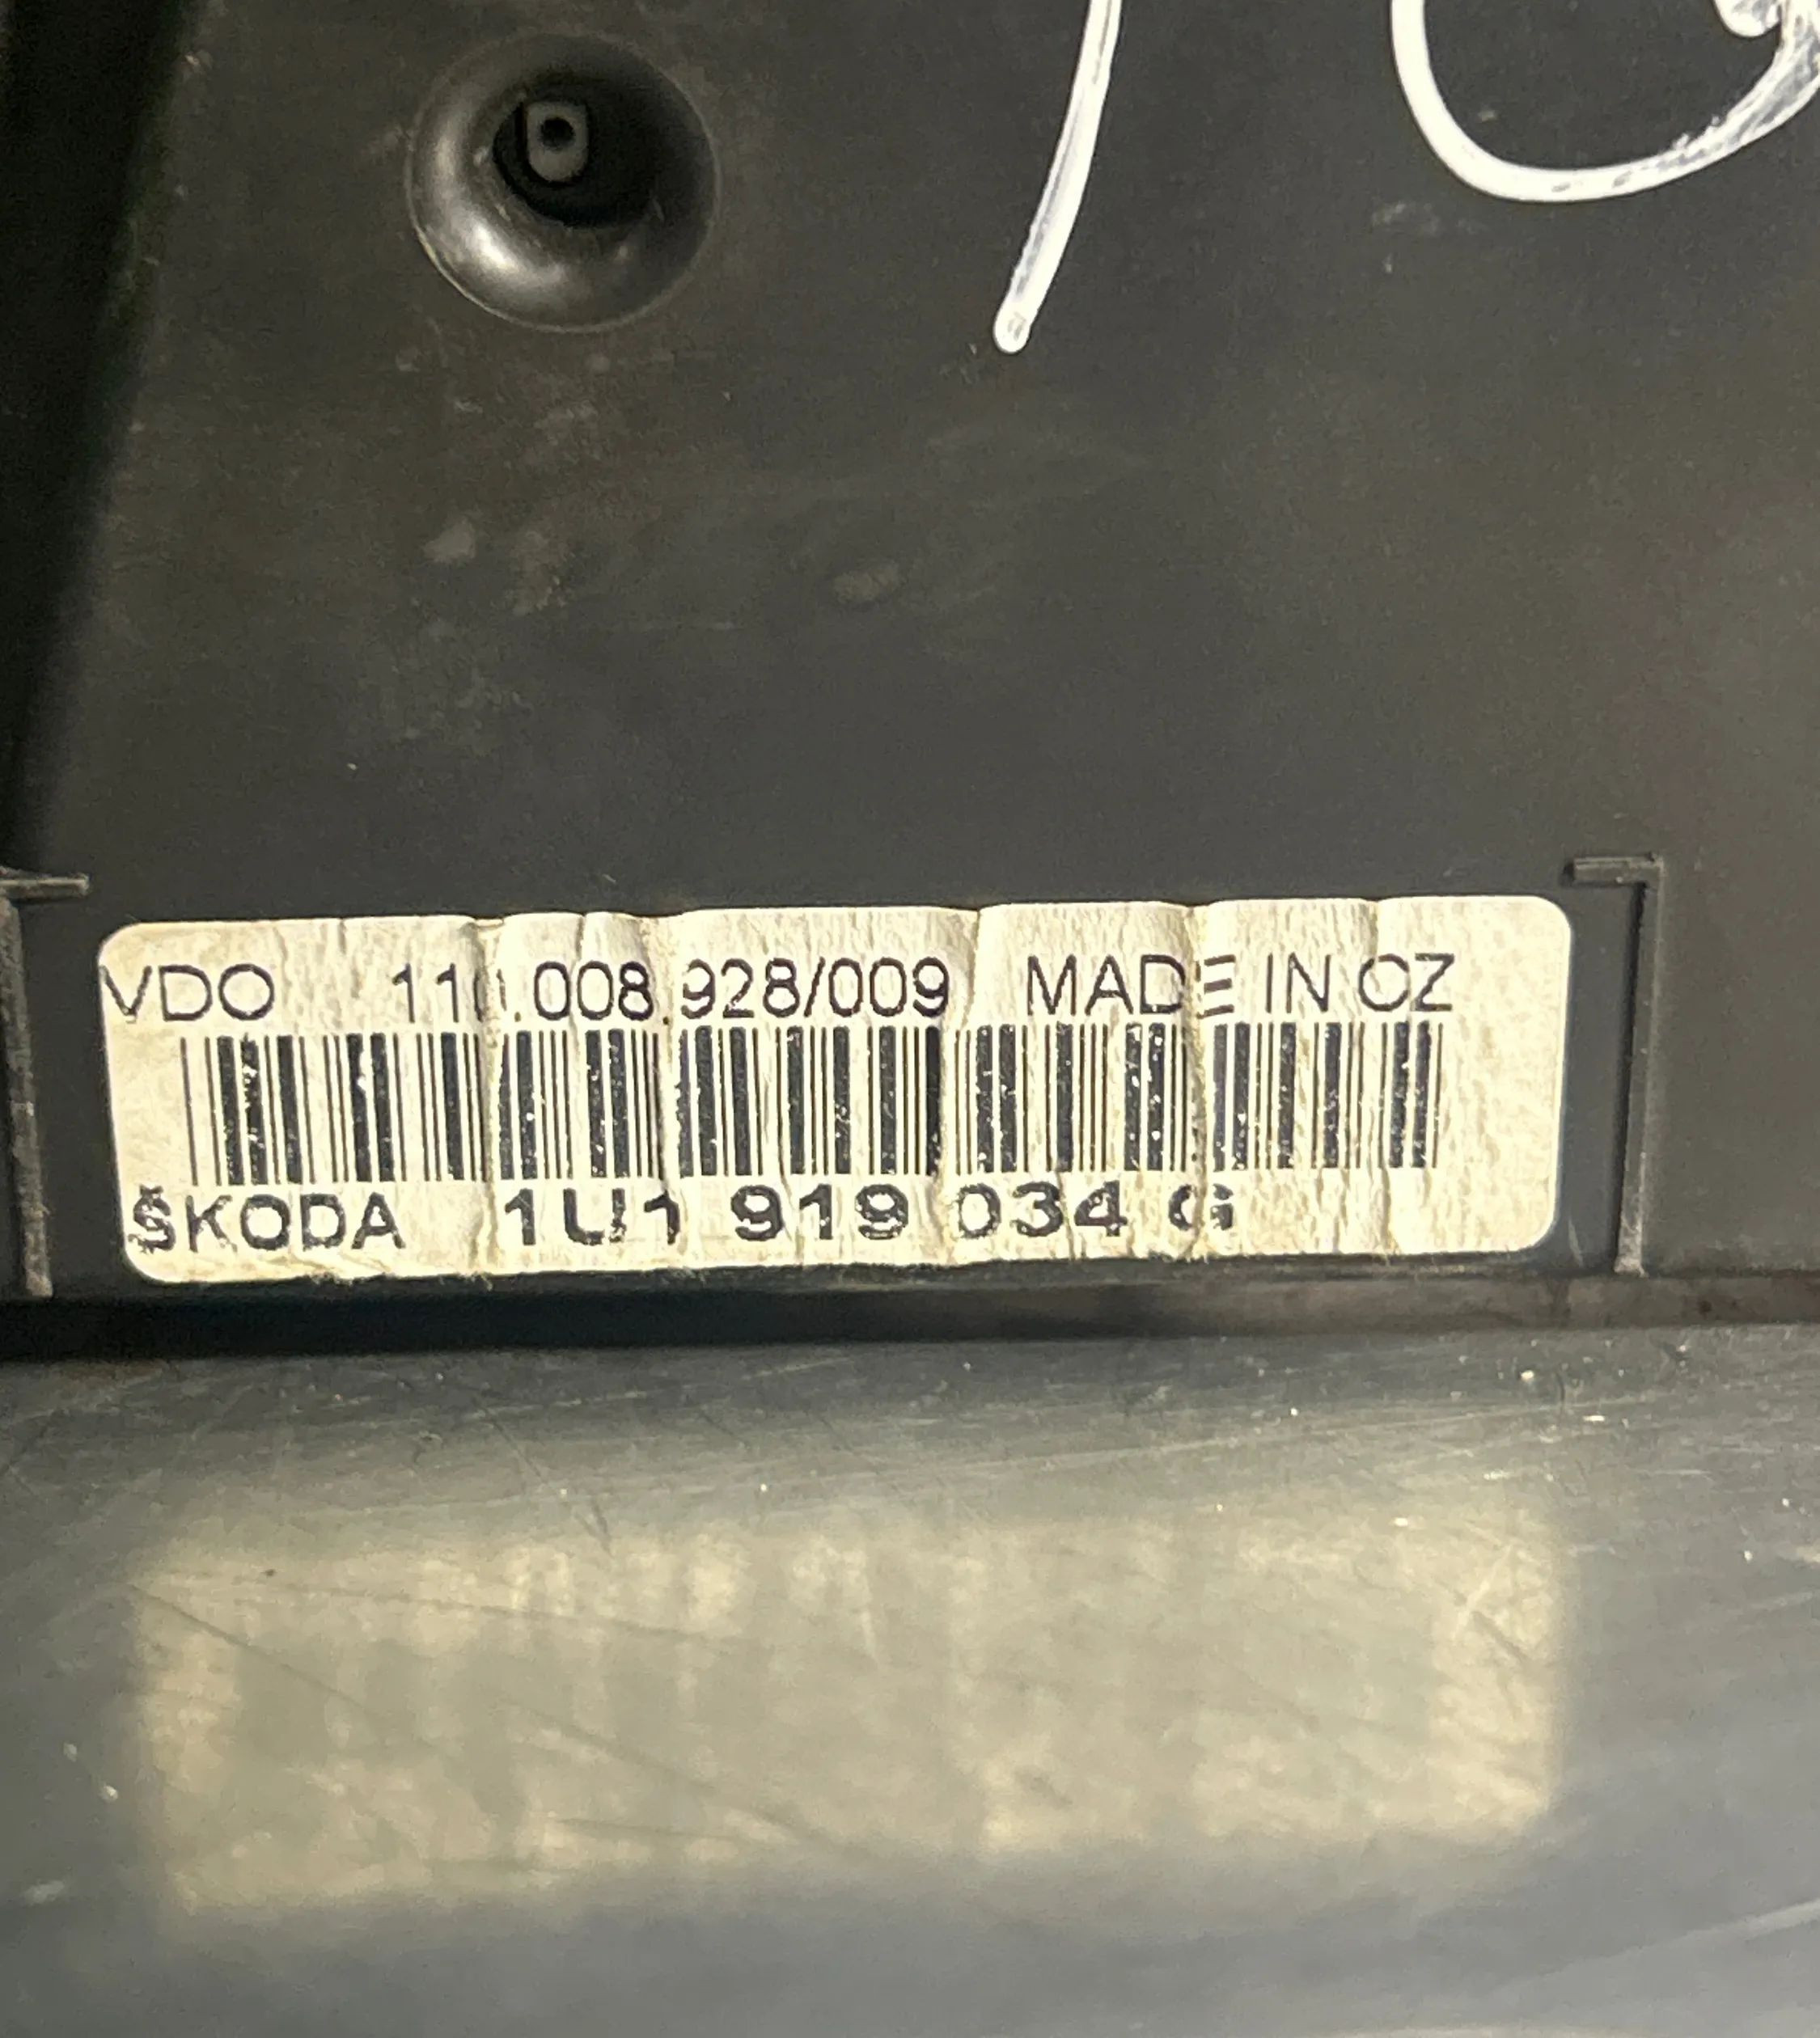 VDO 110.008.928/009 MADE IN CZ
ŠKODA 1U1 919 034 G